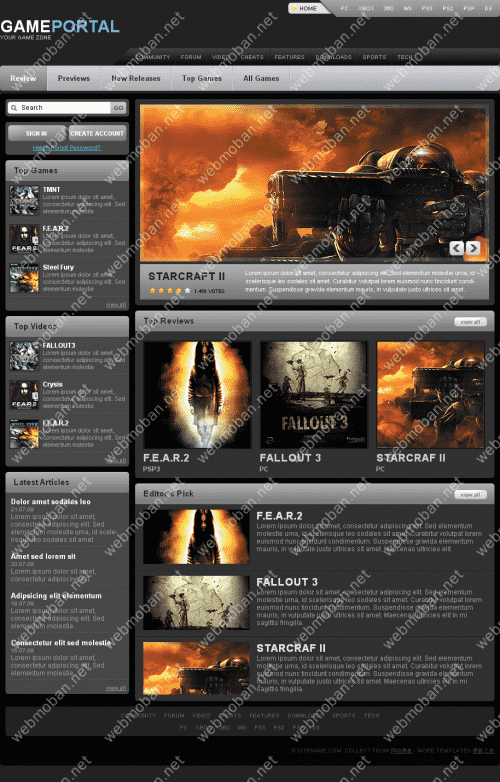 HOME PC XBOX 360 WII PS3 PS2 PSP DS
GAMEPORTAL
YOUR GAME ZONE
COMMUNITY FORUM VIDEO CHEATS FEATURES DOWNLOADS SPORTS TECH
Review Previews New Releases Top Games All Games
Search GO
SIGN IN CREATE ACCOUNT
Help! Forgot Password?
Top Games
TMNT
Lorem ipsum dolor sit
amet, consectetur
adipiscing elit. Sed
elementum molestie
F.E.A.R.2
Lorem ipsum dolor sit
amet, consectetur
adipiscing elit. Sed
elementum molestie
Steel Fury
Lorem ipsum dolor sit
amet, consectetur
adipiscing elit. Sed
elementum molestie
view all
STARCRAFT II
1,468 VOTES
Lorem ipsum dolor sit amet, consectetur adipiscing elit. Sed elementum molestie urna, id
scelerisque leo sodales sit amet. Curabitur volutpat lorem euismod nunc tincidunt condi-
mentum. Suspendisse gravida elementum mauris, in vulputate justo ultrices sit amet.
Top Videos
FALLOUT3
Lorem ipsum dolor sit
amet, consectetur
adipiscing elit. Sed
elementum molestie
Crysis
Lorem ipsum dolor sit
amet, consectetur
adipiscing elit. Sed
elementum molestie
F.E.A.R.2
Lorem ipsum dolor sit
amet, consectetur
adipiscing elit. Sed
elementum molestie
view all
Top Reviews view all
FALLOUT 3
F.E.A.R.2 FALLOUT 3 STARCRAF II
PSP3 PC PC
Latest Articles
Dolor amet sodales leo
21.07.09
Lorem ipsum dolor sit amet,
consectetur adipiscing elit. Sed
elementum molestie urna, id scele-
risque leo sodales sit amet
Amet sed lorem sit
20.07.09
Lorem ipsum dolor sit amet,
consectetur adipiscing elit
Adipiscing elit elementum
19.07.09
Lorem ipsum dolor sit amet,
consectetur adipiscing elit. Sed
elementum molestie
Consectetur elit sed molestie
15.07.09
Lorem ipsum dolor sit amet,
consectetur adipiscing elit. Sed
elementum molestie
view all
Editor's Pick view all
F.E.A.R.2
Lorem ipsum dolor sit amet, consectetur adipiscing elit. Sed elementum
molestie urna, id scelerisque leo sodales sit amet. Curabitur volutpat lorem
euismod nunc tincidunt condimentum. Suspendisse gravida elementum
mauris, in vulputate justo ultrices sit amet. Maecenas ultricies elit
FALLOUT 3
Lorem ipsum dolor sit amet, consectetur adipiscing elit. Sed elementum
molestie urna, id scelerisque leo sodales sit amet. Curabitur volutpat lorem
euismod nunc tincidunt condimentum. Suspendisse gravida elementum
mauris, in vulputate justo ultrices sit amet. Maecenas ultricies elit in mi
sagittis fringilla.
STARCRAF II
Lorem ipsum dolor sit amet, consectetur adipiscing elit. Sed elementum
molestie urna, id scelerisque leo sodales sit amet. Curabitur volutpat lorem
euismod nunc tincidunt condimentum. Suspendisse gravida elementum
mauris, in vulputate justo ultrices sit amet. Maecenas ultricies elit in mi
sagittis fringilla.
COMMUNITY FORUM VIDEO CHEATS FEATURES DOWNLOADS SPORTS TECH
PC XBOX 360 WII PS3 PS2 PSP DS
© SITENAME.COM. COLLECT FROM - MORE TEMPLATES
webmoban.net